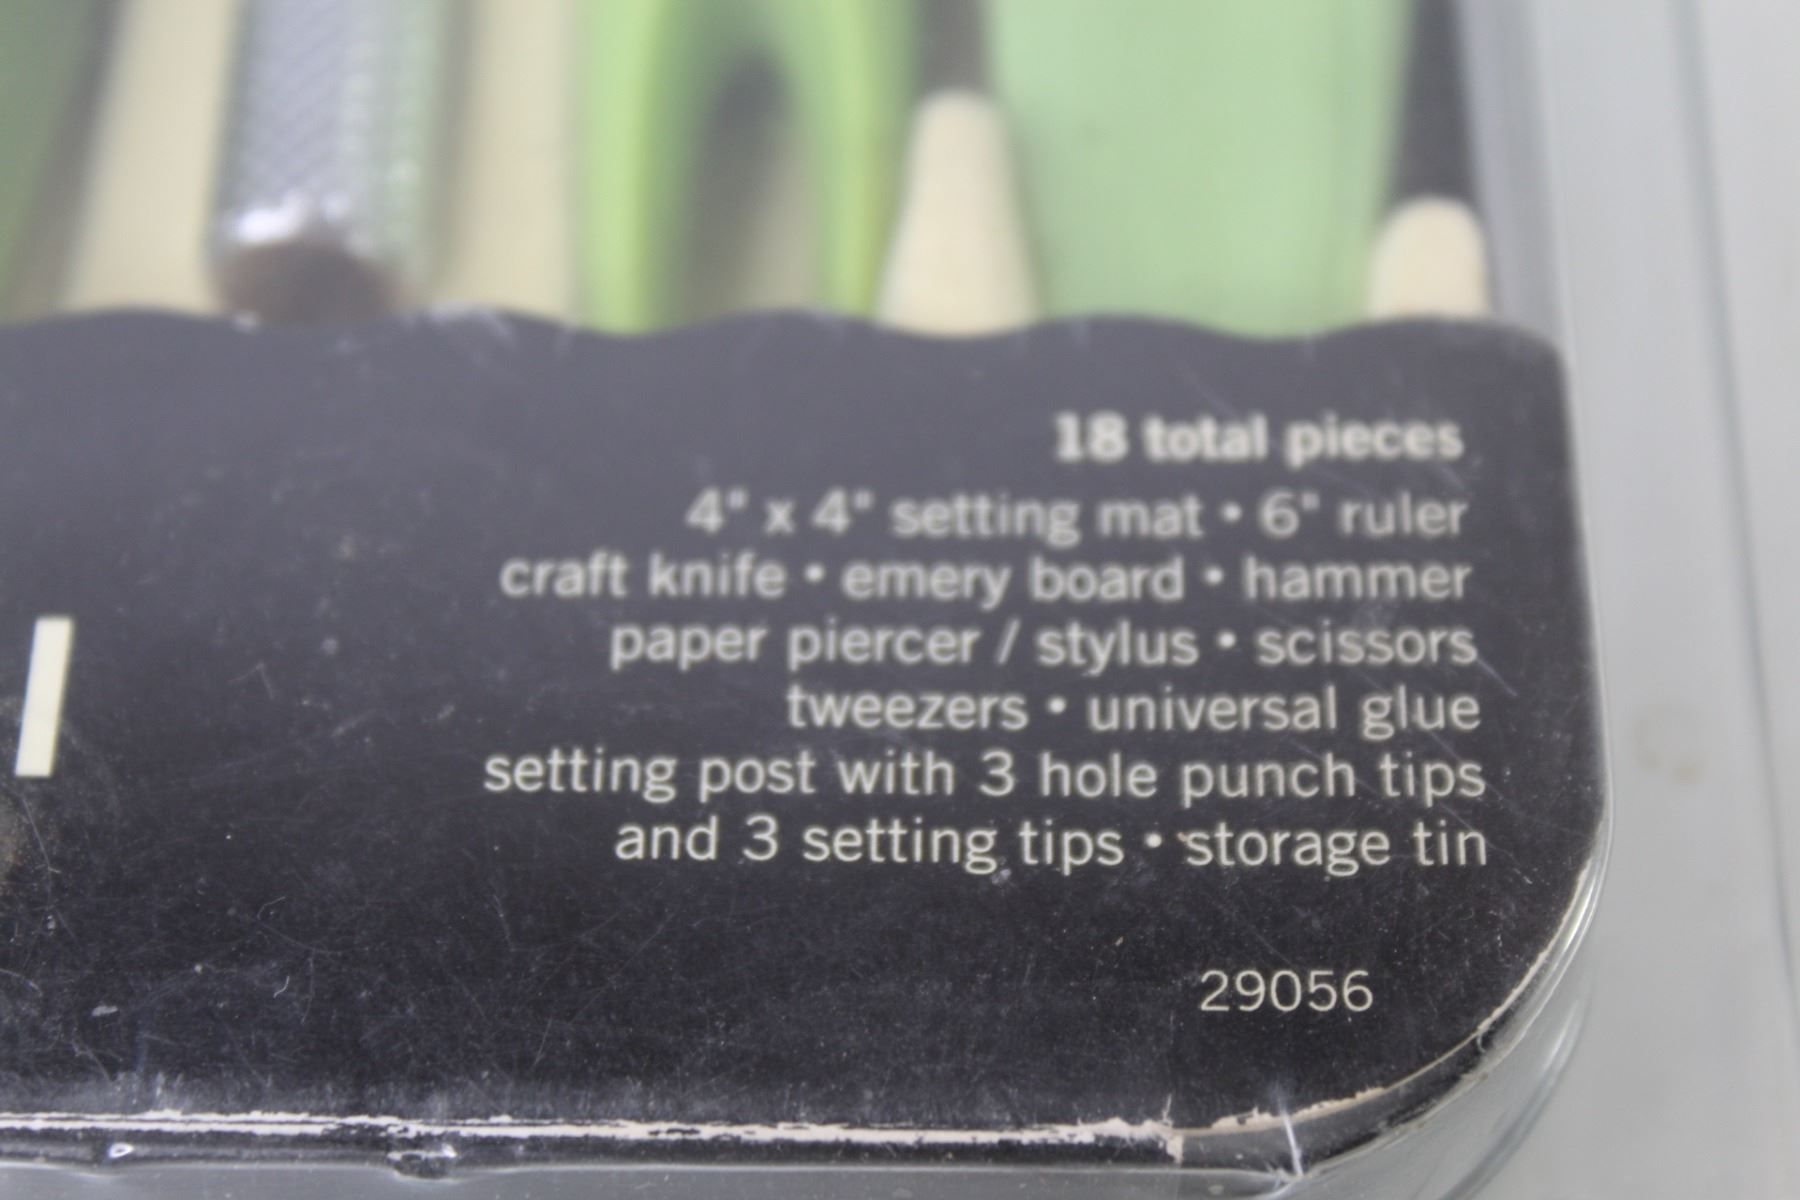 18 total pieces
4" x 4" setting mat • 6" ruler
craft knife • emery board • hammer
paper piercer / stylus • scissors
tweezers • universal glue
setting post with 3 hole punch tips
and 3 setting tips • storage tin
29056